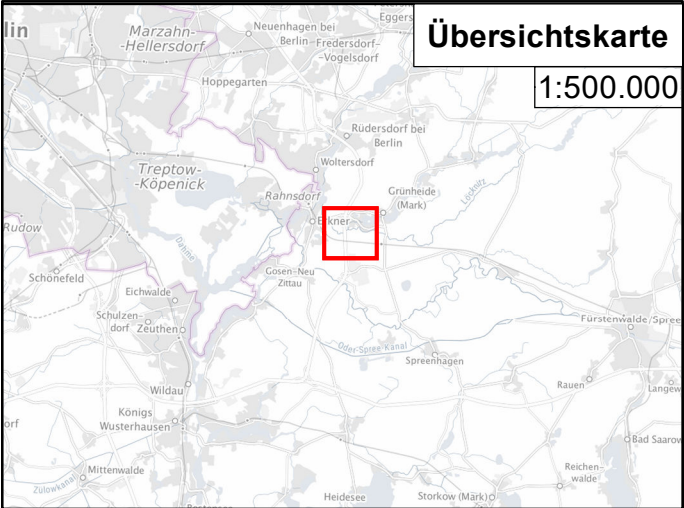 Übersichtskarte
1:500.000
lin
Marzahn-
-Hellersdorf
Neuenhagen bei
Berlin
Eggers
Fredersdorf-
-Vogelsdorf
Hoppegarten
Rüdersdorf bei
Berlin
Woltersdorf
Treptow-
-Köpenick
Rahnsdorf
Grünheide
(Mark)
Löcknitz
Erkner
Rudow
Dahme
Schönefeld
Gosen-Neu
Zittau
Eichwalde
Schulzen-
dorf
Zeuthen
Fürstenwalde/Spree
Oder-Spree-Kanal
Spreenhagen
Wildau
Rauen
Langew
Königs
Wusterhausen
orf
Bad Saarow
Mittenwalde
Reichen-
walde
Zülowkanal
Heidesee
Storkow (Mark)